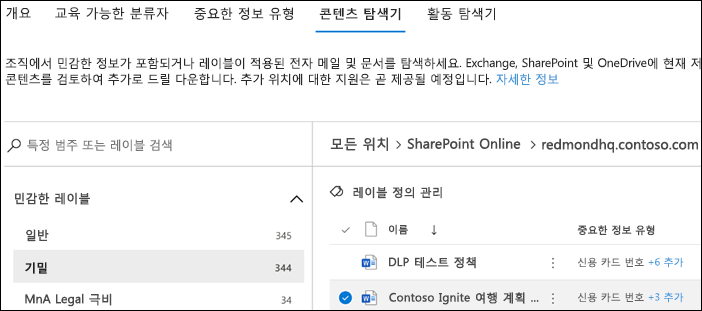 개요 교육 가능한 분류자 중요한 정보 유형 콘텐츠 탐색기 활동 탐색기
조직에서 민감한 정보가 포함되거나 레이블이 적용된 전자 메일 및 문서를 탐색하세요. Exchange, SharePoint 및 OneDrive에 현재 저
콘텐츠를 검토하여 추가로 드릴 다운합니다. 추가 위치에 대한 지원은 곧 제공될 예정입니다. 자세한 정보
특정 범주 또는 레이블 검색
모든 위치 > SharePoint Online > redmondhq.contoso.com
민감한 레이블
레이블 정의 관리
일반 345
이름 ↓ 중요한 정보 유형
기밀 344
DLP 테스트 정책 신용 카드 번호 +6 추가
MnA Legal 극비 34
Contoso Ignite 여행 계획 ... 신용 카드 번호 +3 추가